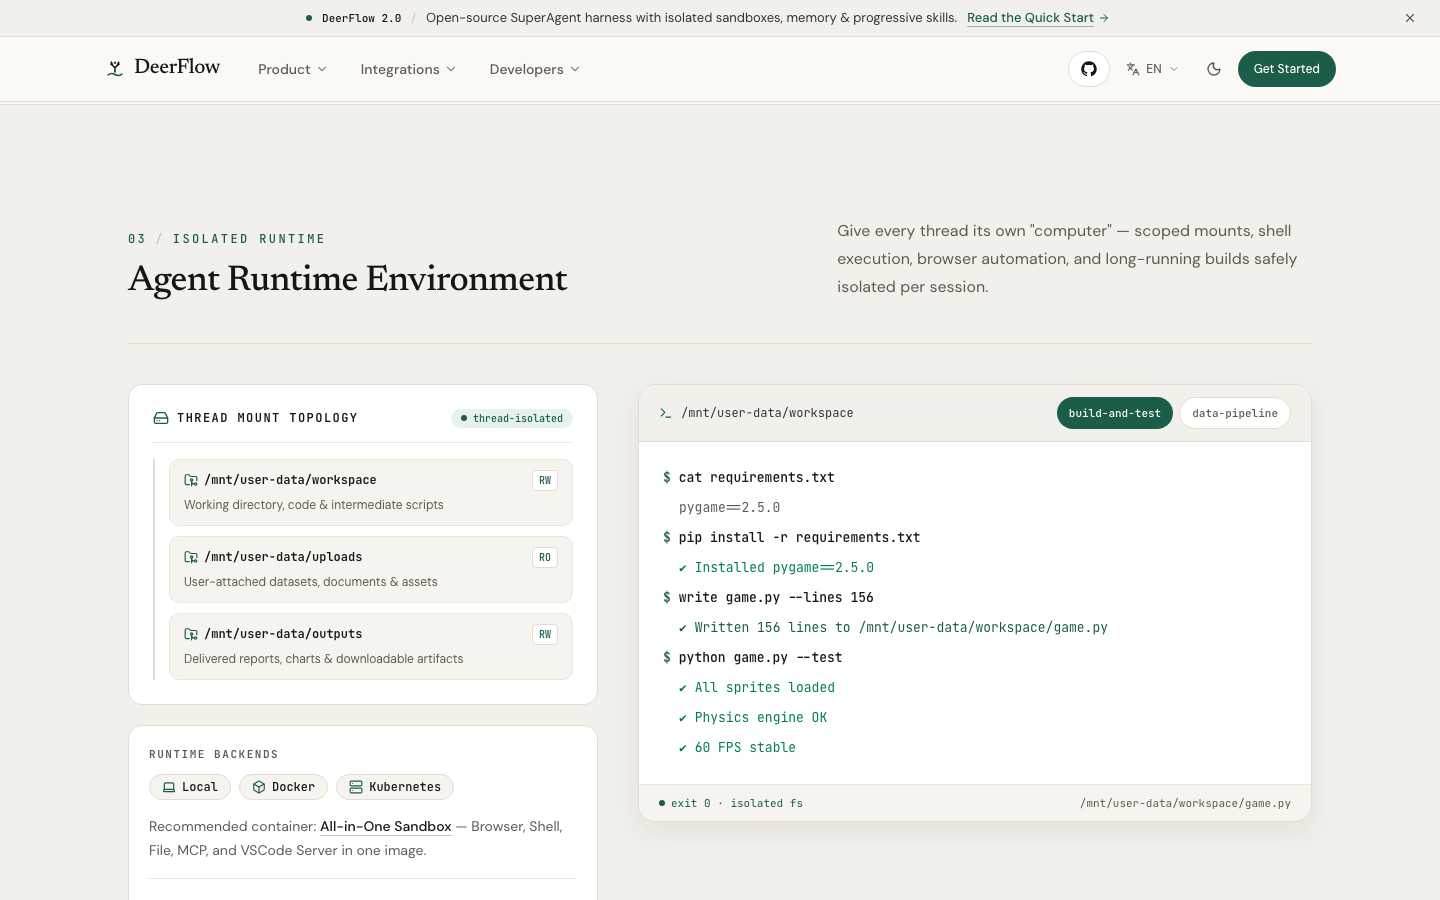 DeerFlow 2.0 / Open-source SuperAgent harness with isolated sandboxes, memory & progressive skills. Read the Quick Start →
DeerFlow Product Integrations Developers EN Get Started
03 / ISOLATED RUNTIME
Agent Runtime Environment
Give every thread its own "computer" — scoped mounts, shell
execution, browser automation, and long-running builds safely
isolated per session.
THREAD MOUNT TOPOLOGY thread-isolated
/mnt/user-data/workspace RW
Working directory, code & intermediate scripts
/mnt/user-data/uploads RO
User-attached datasets, documents & assets
/mnt/user-data/outputs RW
Delivered reports, charts & downloadable artifacts
RUNTIME BACKENDS
Local Docker Kubernetes
Recommended container: All-in-One Sandbox — Browser, Shell,
File, MCP, and VSCode Server in one image.
/mnt/user-data/workspace build-and-test data-pipeline
$ cat requirements.txt
pygame==2.5.0
$ pip install -r requirements.txt
✔ Installed pygame==2.5.0
$ write game.py --lines 156
✔ Written 156 lines to /mnt/user-data/workspace/game.py
$ python game.py --test
✔ All sprites loaded
✔ Physics engine OK
✔ 60 FPS stable
exit 0 · isolated fs /mnt/user-data/workspace/game.py